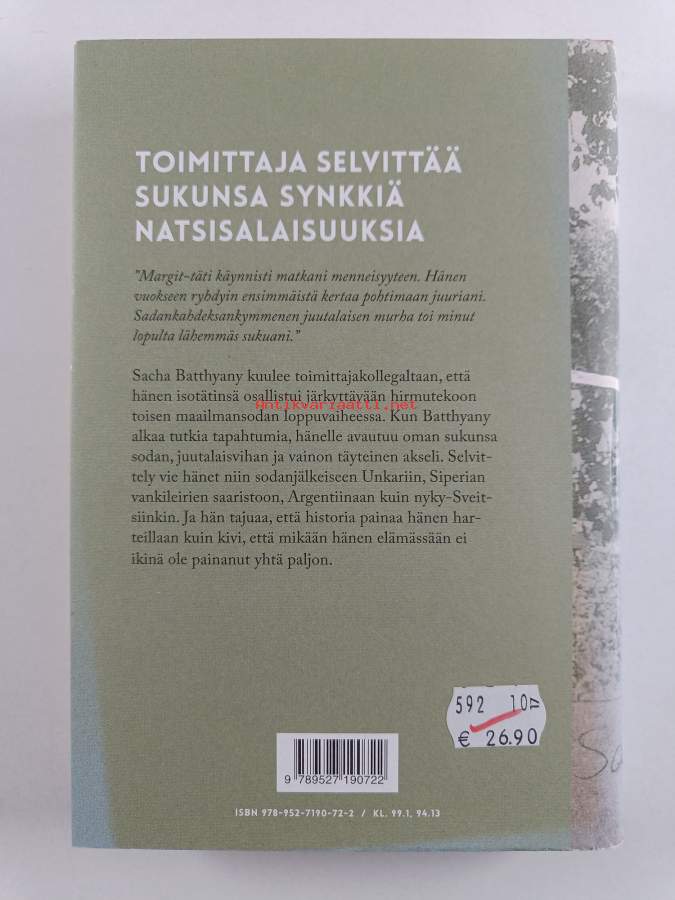 TOIMITTAJA SELVITTÄÄ
SUKUNSA SYNKKIÄ
NATSISALAISUUKSIA
"Margit-täti käynnisti matkani menneisyyteen. Hänen
vuokseen ryhdyin ensimmäistä kertaa pohtimaan juuriani.
Sadankahdeksankymmenen juutalaisen murha toi minut
lopulta lähemmäs sukuani."
Sacha Batthyany kuulee toimittajakollegaltaan, että
hänen isotätinsä osallistui järkyttävään hirmutekoon
antikvariaatti.net
toisen maailmansodan loppuvaiheessa. Kun Batthyany
alkaa tutkia tapahtumia, hänelle avautuu oman sukunsa
sodan, juutalaisvihan ja vainon täyteinen akseli. Selvit-
tely vie hänet niin sodanjälkeiseen Unkariin, Siperian
vankileirien saaristoon, Argentiinaan kuin nyky-Sveit-
siinkin. Ja hän tajuaa, että historia painaa hänen har-
teillaan kuin kivi, että mikään hänen elämässään ei
ikinä ole painanut yhtä paljon.
592 10 17
€ 26.90
9 789527 190722
ISBN 978-952-7190-72-2 / KL. 99.1, 94.13